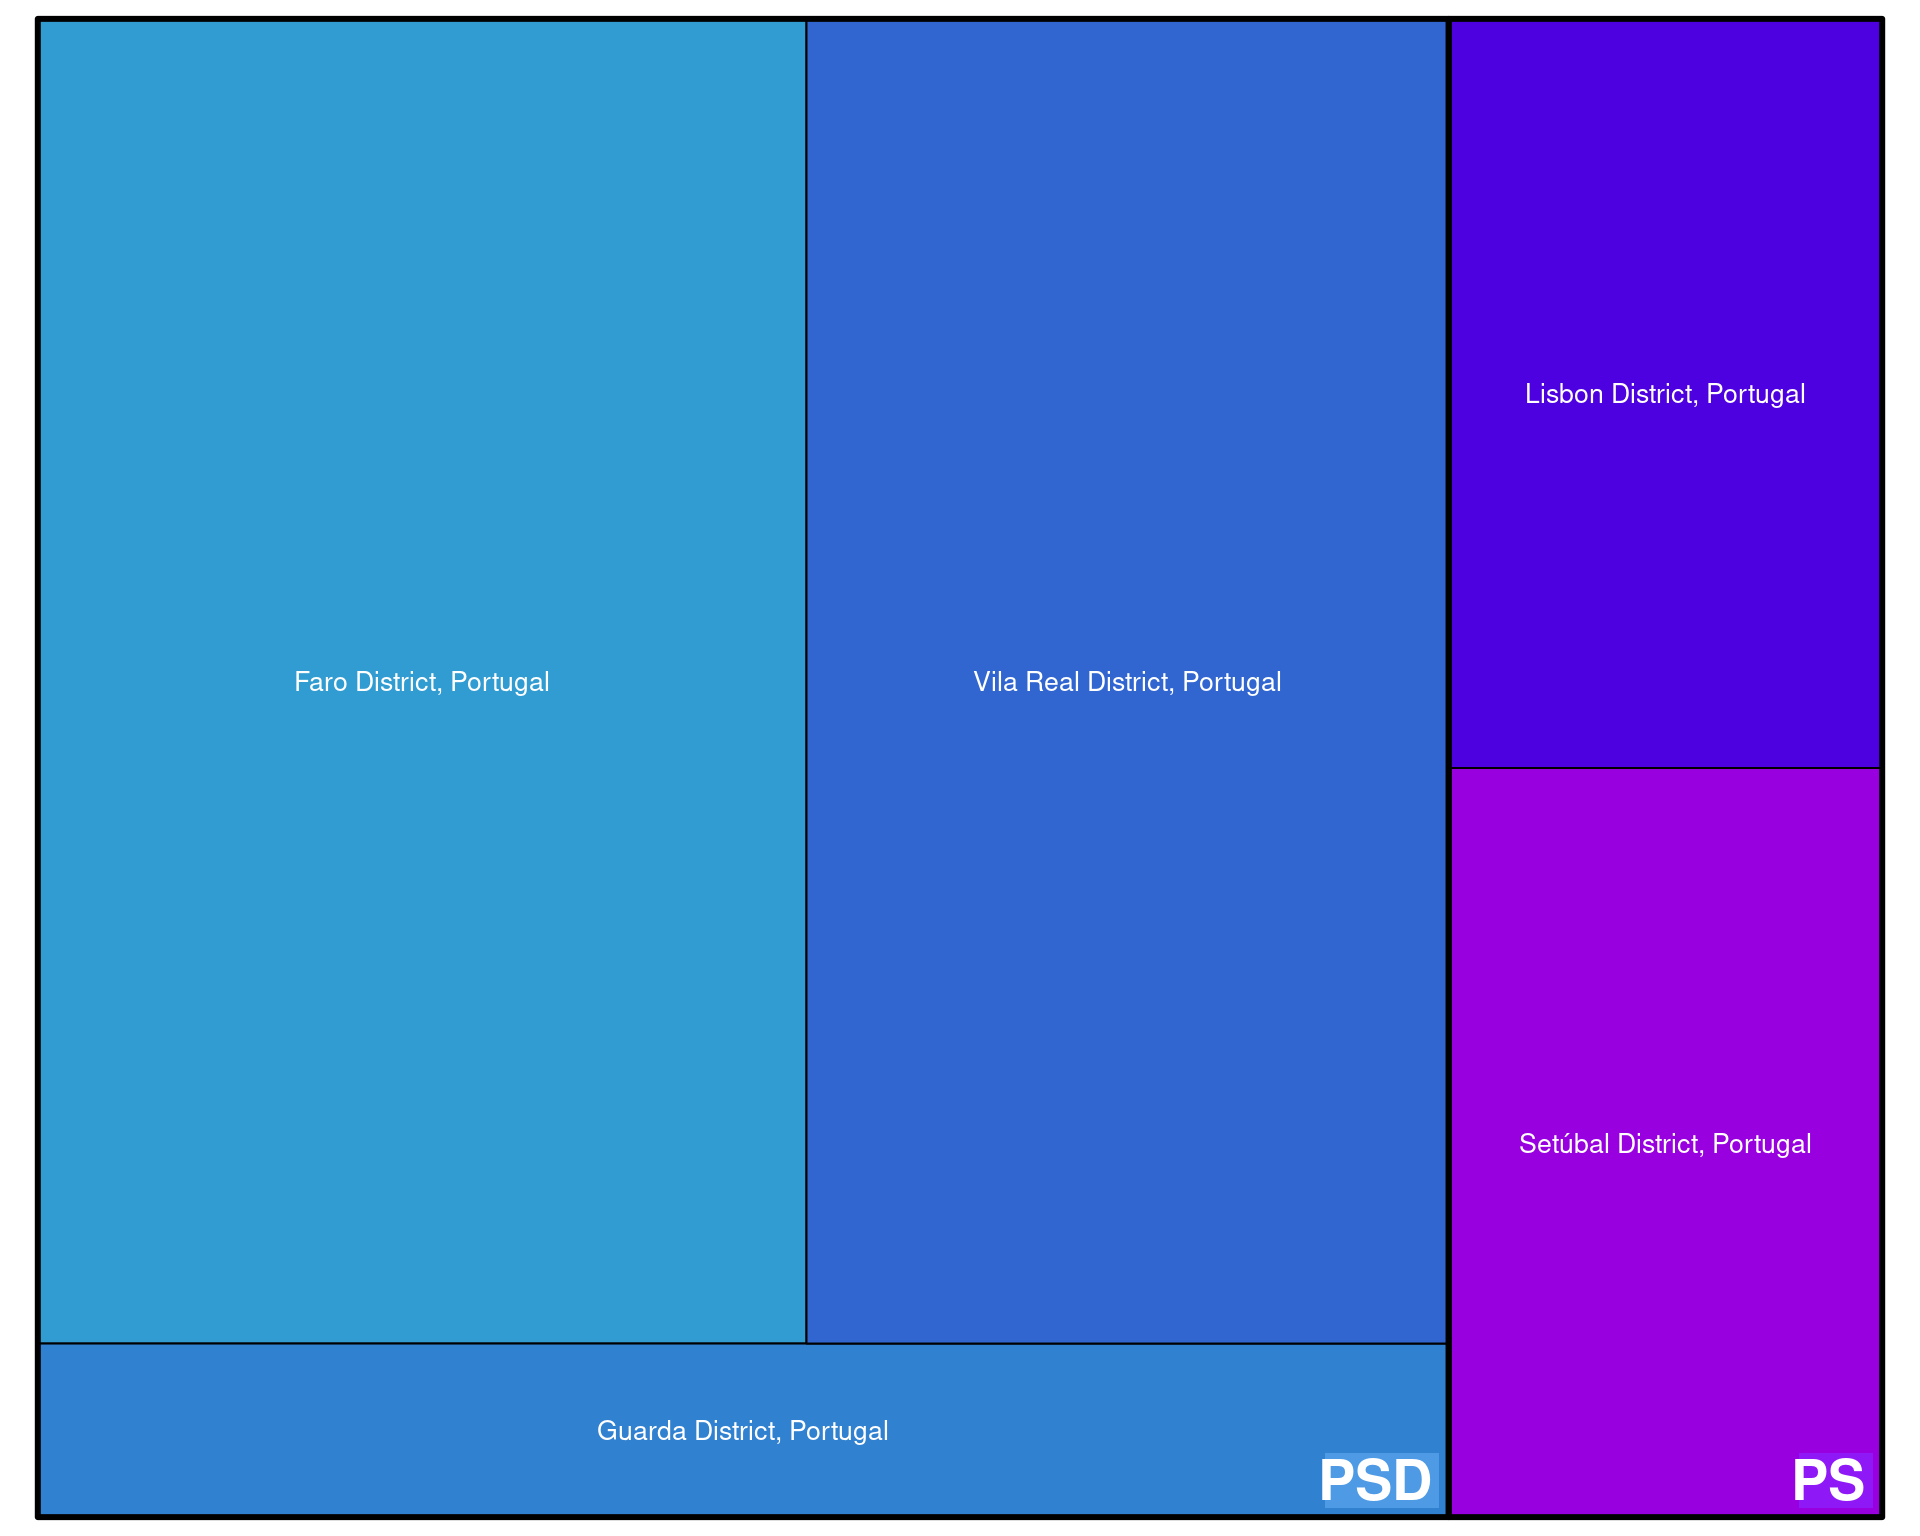 Faro District, Portugal
Vila Real District, Portugal
Guarda District, Portugal
PSD
Lisbon District, Portugal
Setúbal District, Portugal
PS